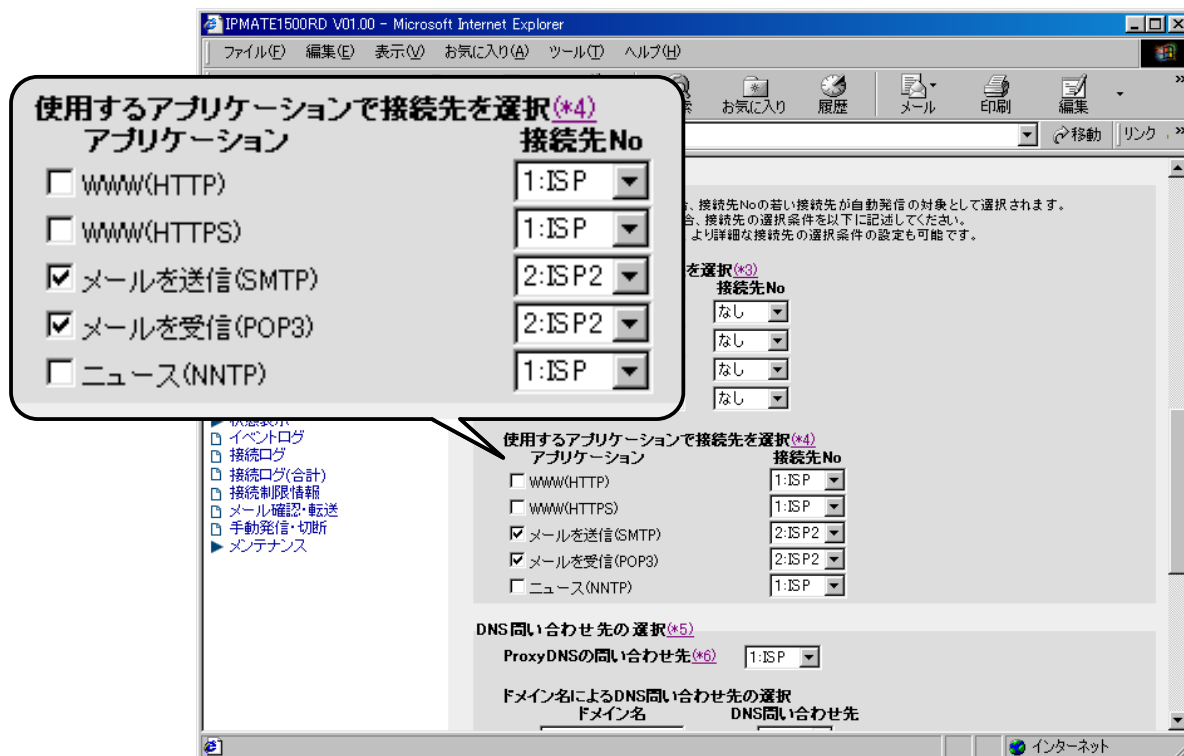 IPMATE1500RD V01.00 - Microsoft Internet Explorer
ファイル(F) 編集(E) 表示(V) お気に入り(A) ツール(T) ヘルプ(H)
お気に入り 履歴 メール 印刷 編集 »
移動 リンク »
使用するアプリケーションで接続先を選択(*4)
アプリケーション 接続先No
WWW(HTTP) 1:ISP
WWW(HTTPS) 1:ISP
メールを送信(SMTP) 2:ISP2
メールを受信(POP3) 2:ISP2
ニュース(NNTP) 1:ISP
、接続先Noの若い接続先が自動発信の対象として選択されます。
合、接続先の選択条件を以下に記述してください。
より詳細な接続先の選択条件の設定も可能です。
を選択(*3)
接続先No
なし
なし
なし
なし
状態表示
イベントログ
接続ログ
接続ログ(合計)
接続制限情報
メール確認・転送
手動発信・切断
メンテナンス
使用するアプリケーションで接続先を選択(*4)
アプリケーション 接続先No
WWW(HTTP) 1:ISP
WWW(HTTPS) 1:ISP
メールを送信(SMTP) 2:ISP2
メールを受信(POP3) 2:ISP2
ニュース(NNTP) 1:ISP
DNS問い合わせ先の選択(*5)
ProxyDNSの問い合わせ先(*6) 1:ISP
ドメイン名によるDNS問い合わせ先の選択
ドメイン名 DNS問い合わせ先
インターネット